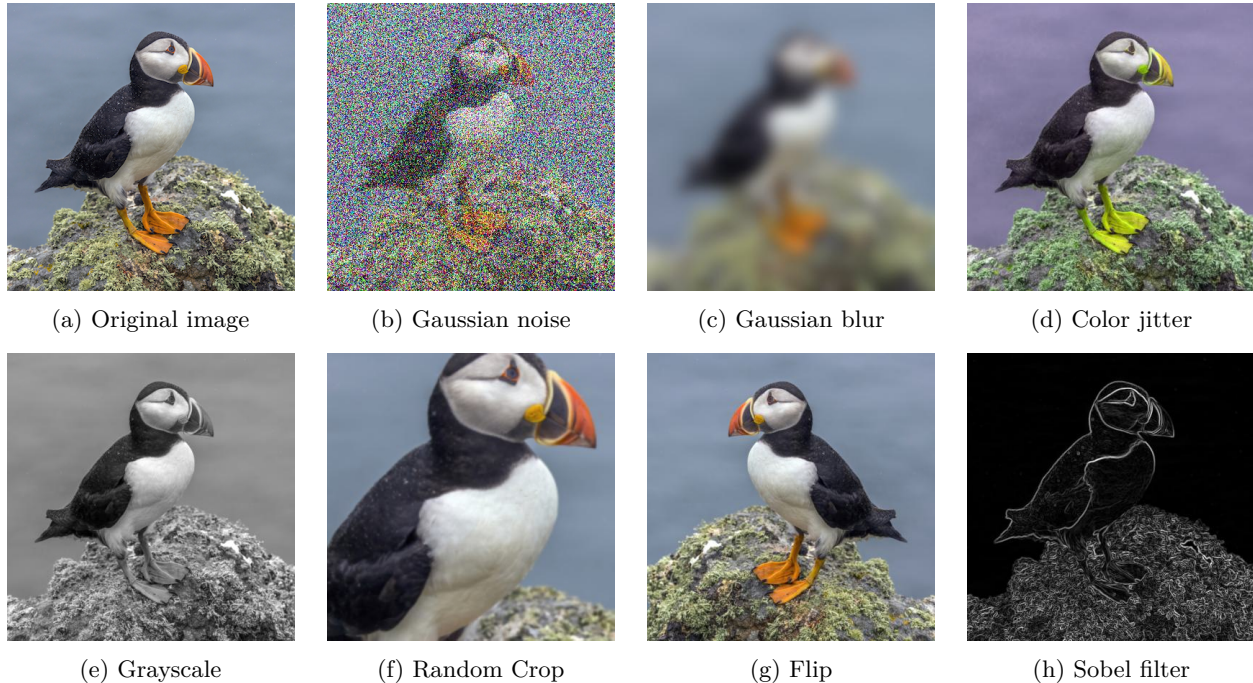 (a) Original image
(b) Gaussian noise
(c) Gaussian blur
(d) Color jitter
(e) Grayscale
(f) Random Crop
(g) Flip
(h) Sobel filter